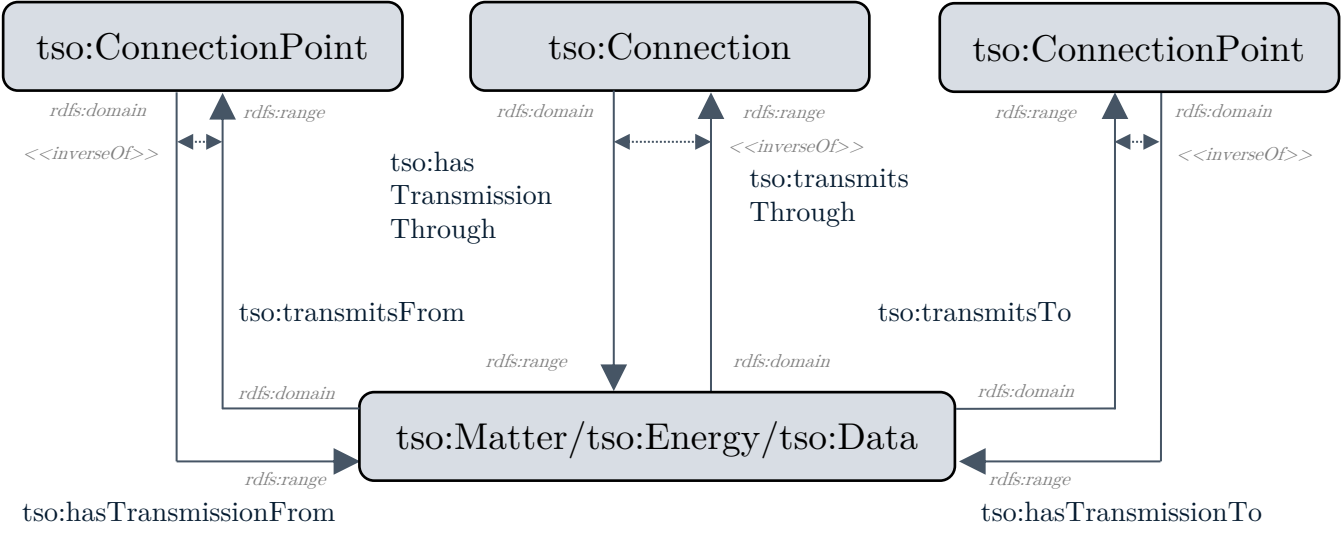 tso:ConnectionPoint
tso:Connection
tso:ConnectionPoint
rdfs:domain
rdfs:range
rdfs:domain
rdfs:range
rdfs:range
rdfs:domain
<<inverseOf>>
<<inverseOf>>
<<inverseOf>>
tso:has
Transmission
Through
tso:transmits
Through
tso:transmitsFrom
tso:transmitsTo
rdfs:range
rdfs:domain
rdfs:domain
rdfs:domain
tso:Matter/tso:Energy/tso:Data
rdfs:range
rdfs:range
tso:hasTransmissionFrom
tso:hasTransmissionTo